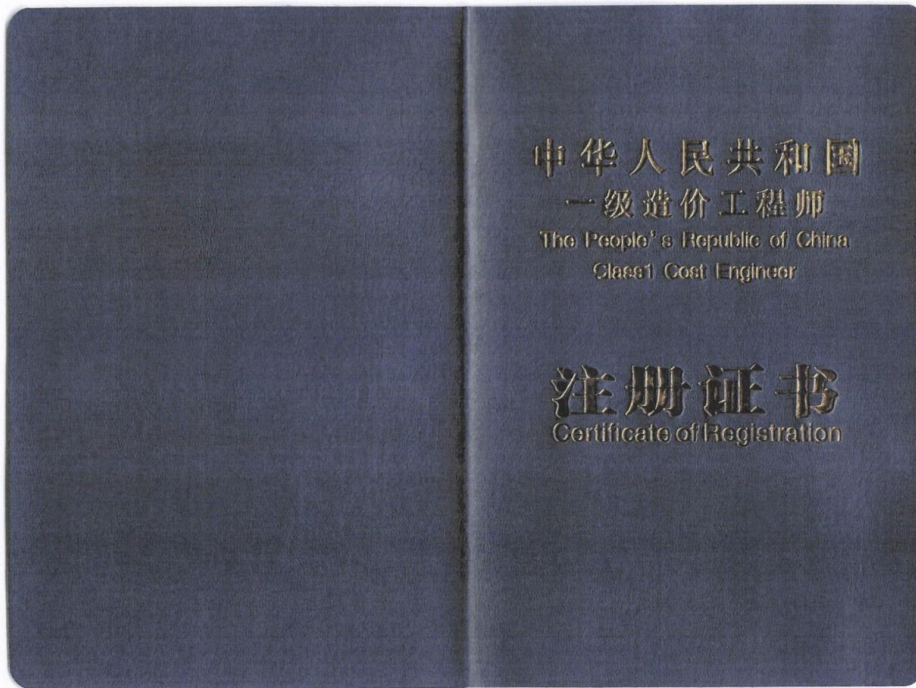 中华人民共和国
一级造价工程师
The People's Republic of China
Class1 Cost Engineer
注册证书
Certificate of Registration